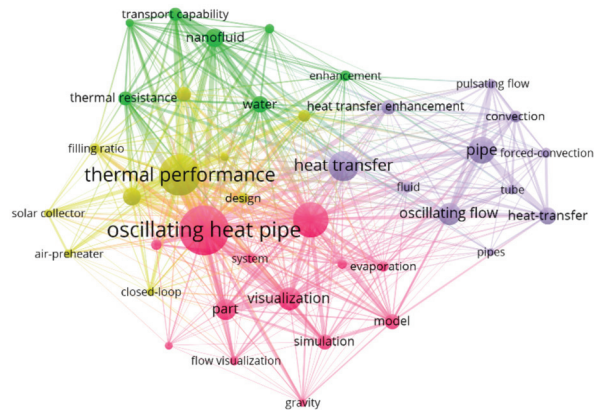 transport capability
nanofluid
enhancement
thermal resistance
water
heat transfer enhancement
pulsating flow
convection
filling ratio
thermal performance
heat transfer
pipe
forced-convection
fluid
tube
solar collector
design
oscillating flow
heat-transfer
oscillating heat pipe
air-preheater
system
evaporation
pipes
closed-loop
visualization
part
model
simulation
flow visualization
gravity